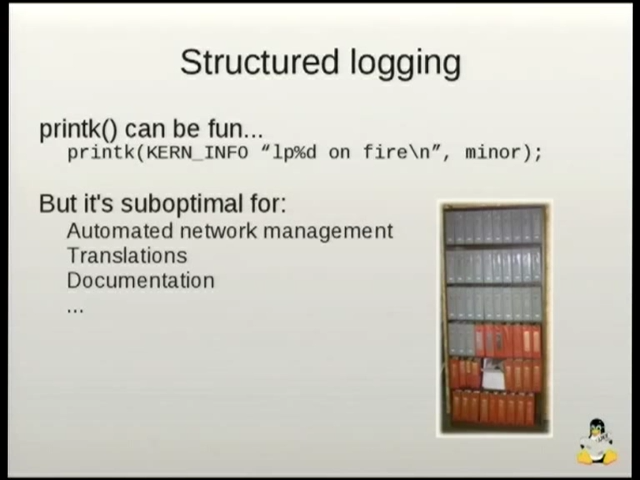 Structured logging
printk() can be fun...
printk(KERN_INFO “lp%d on fire\n”, minor);
But it's suboptimal for:
Automated network management
Translations
Documentation
...